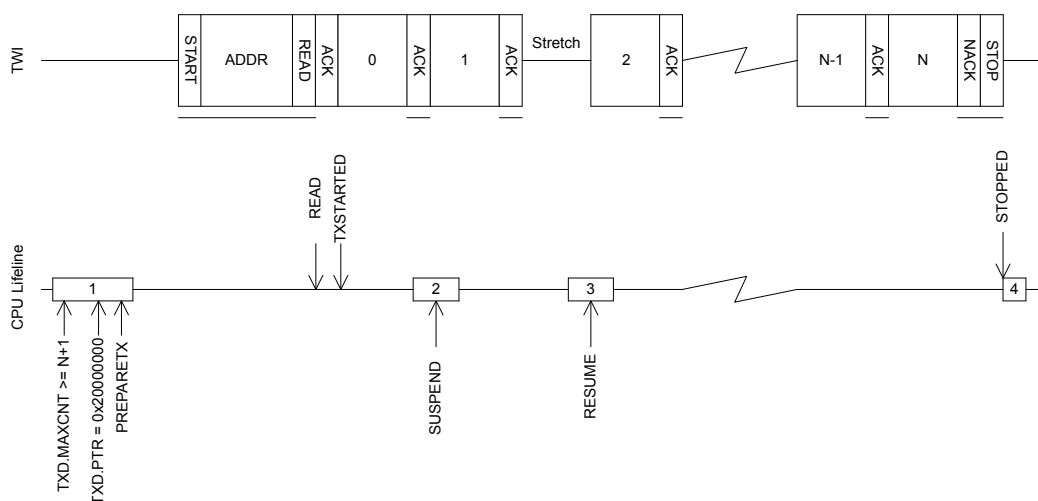 TWI
START
ADDR
READ
ACK
0
ACK
1
ACK
Stretch
2
ACK
N-1
ACK
N
NACK
STOP
READ
TXSTARTED
STOPPED
CPU Lifeline
1
2
3
4
TXD.MAXCNT >= N+1
TXD.PTR = 0x20000000
PREPARETX
SUSPEND
RESUME